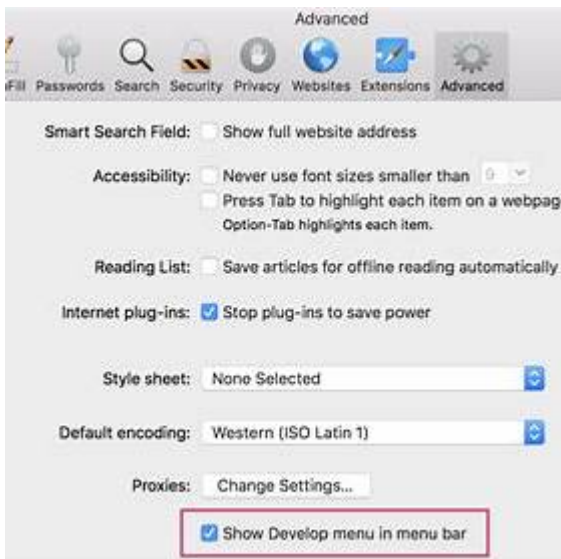 Advanced
Fill Passwords Search Security Privacy Websites Extensions Advanced
Smart Search Field: Show full website address
Accessibility: Never use font sizes smaller than 9
Press Tab to highlight each item on a webpag
Option-Tab highlights each item.
Reading List: Save articles for offline reading automatically
Internet plug-ins: Stop plug-ins to save power
Style sheet: None Selected
Default encoding: Western (ISO Latin 1)
Proxies: Change Settings...
Show Develop menu in menu bar